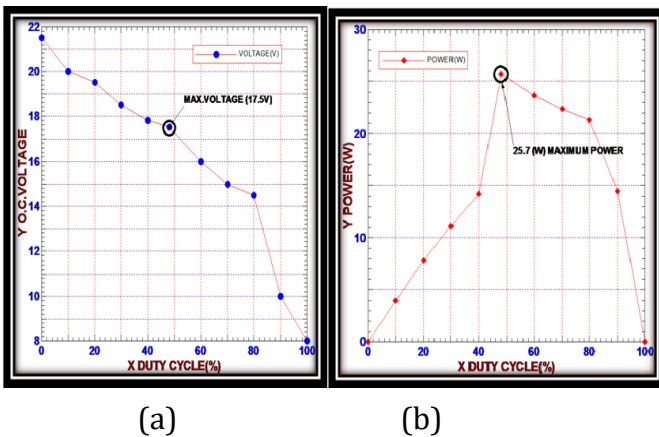 22
20
18
16
14
12
10
8
Y O.C.VOLTAGE
VOLTAGE(V)
MAX.VOLTAGE (17.5V)
0 20 40 60 80 100
X DUTY CYCLE(%)
(a)
30
20
10
0
Y POWER(W)
POWER(W)
25.7 (W) MAXIMUM POWER
0 20 40 60 80 100
X DUTY CYCLE(%)
(b)